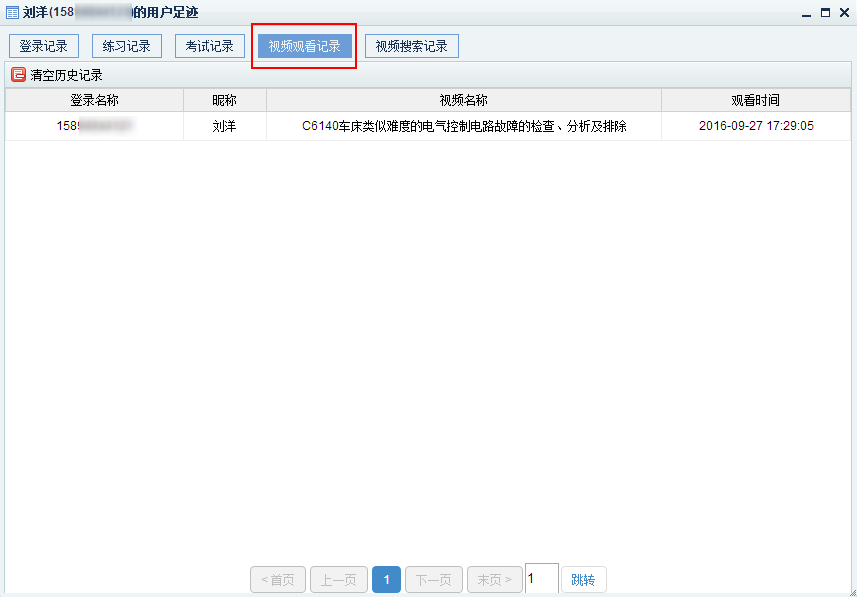 刘洋(158 )的用户足迹
登录记录 练习记录 考试记录 视频观看记录 视频搜索记录
清空历史记录
登录名称 昵称 视频名称 观看时间
158 刘洋 C6140车床类似难度的电气控制电路故障的检查、分析及排除 2016-09-27 17:29:05
<首页 上一页 1 下一页 末页> 1 跳转